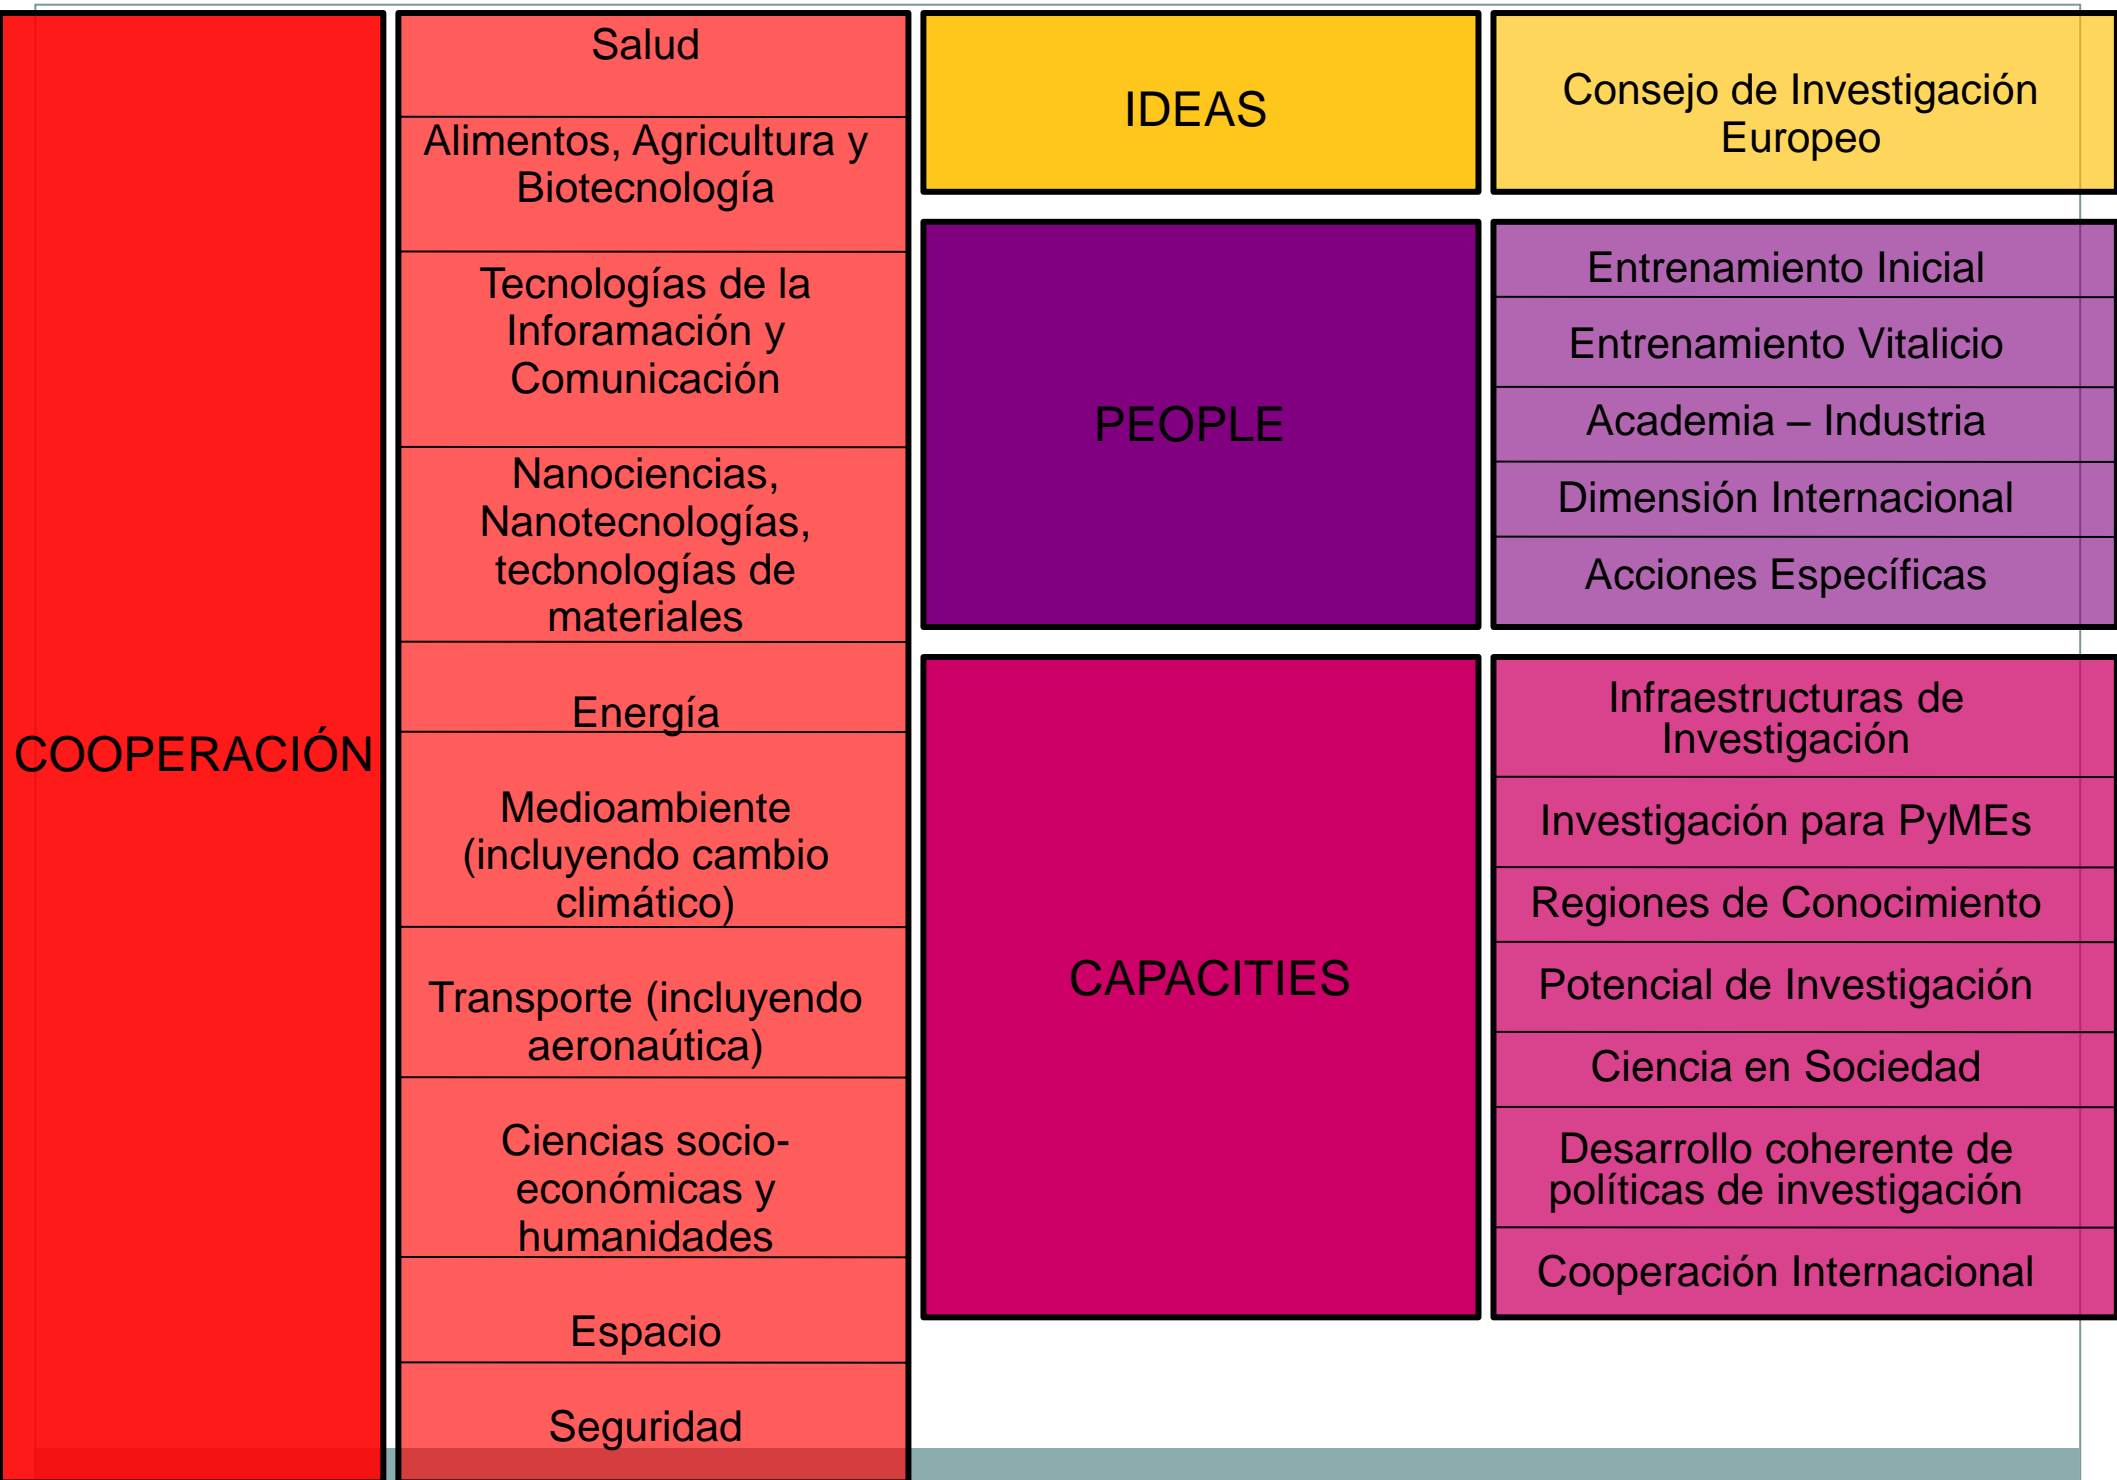 COOPERACIÓN
Salud
Alimentos, Agricultura y
Biotecnología
Tecnologías de la
Inforamación y
Comunicación
Nanociencias,
Nanotecnologías,
tecbnologías de
materiales
Energía
Medioambiente
(incluyendo cambio
climático)
Transporte (incluyendo
aeronaútica)
Ciencias socio-
económicas y
humanidades
Espacio
Seguridad
IDEAS
Consejo de Investigación
Europeo
PEOPLE
Entrenamiento Inicial
Entrenamiento Vitalicio
Academia – Industria
Dimensión Internacional
Acciones Específicas
CAPACITIES
Infraestructuras de
Investigación
Investigación para PyMEs
Regiones de Conocimiento
Potencial de Investigación
Ciencia en Sociedad
Desarrollo coherente de
políticas de investigación
Cooperación Internacional